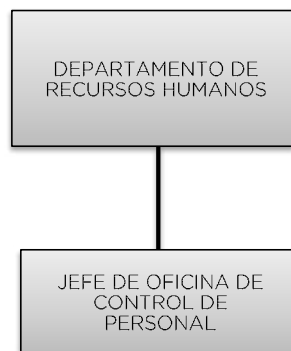 DEPARTAMENTO DE
RECURSOS HUMANOS
JEFE DE OFICINA DE
CONTROL DE
PERSONAL